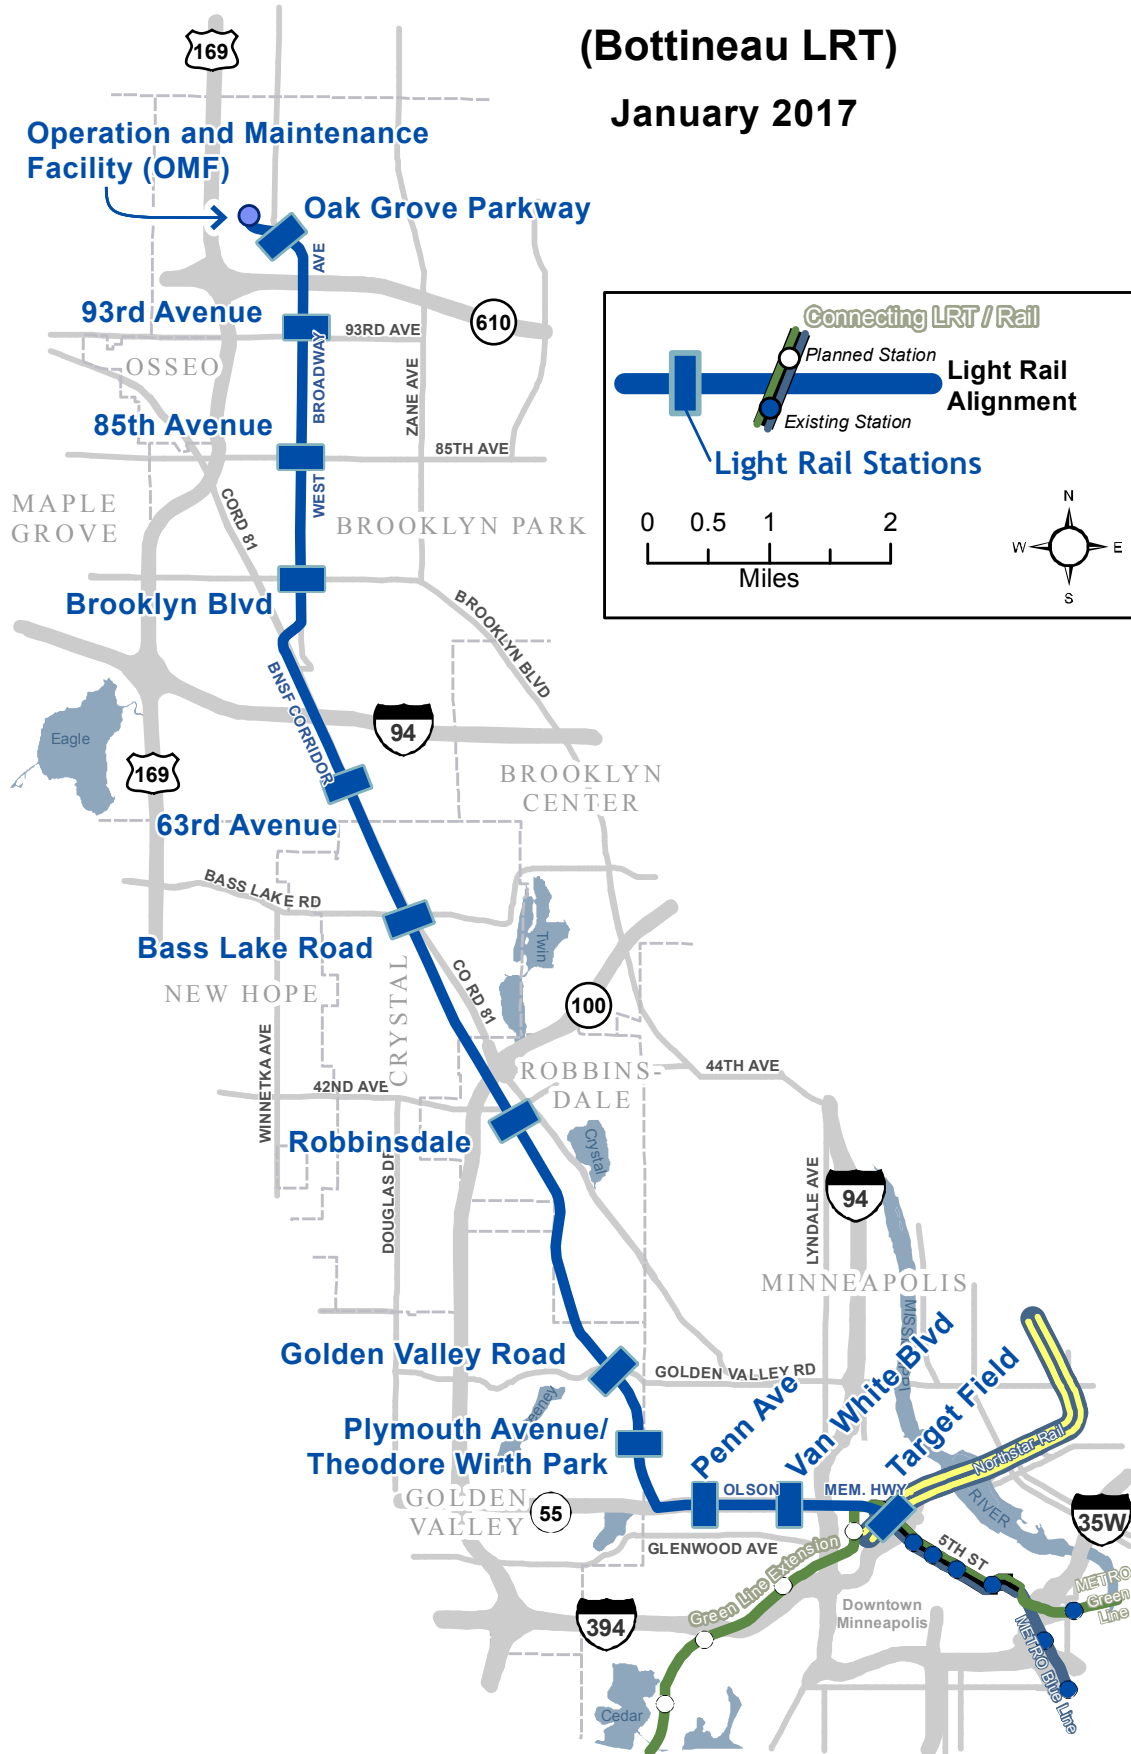 (Bottineau LRT)
January 2017
169
Operation and Maintenance
Facility (OMF)
Oak Grove Parkway
AVE
93rd Avenue
93RD AVE
610
OSSEO
BROADWAY
ZANE AVE
85th Avenue
85TH AVE
Connecting LRT / Rail
Planned Station
Light Rail
Alignment
Existing Station
Light Rail Stations
0 0.5 1 2
Miles
N
W E
S
MAPLE
GROVE
CORD 81
WEST
BROOKLYN PARK
Brooklyn Blvd
BROOKLYN BLVD
BNSF CORRIDOR
Eagle
94
169
BROOKLYN
CENTER
63rd Avenue
BASS LAKE RD
Bass Lake Road
Twin
NEW HOPE
CRYSTAL
CO RD 81
100
WINNETKA AVE
ROBBINS-
DALE
44TH AVE
42ND AVE
Robbinsdale
Crystal
DOUGLAS DR
LYNDALE AVE
94
MINNEAPOLIS
Golden Valley Road
GOLDEN VALLEY RD
Plymouth Avenue/
Theodore Wirth Park
Penn Ave
Van White Blvd
Target Field
Northstar Rail
RIVER
GOLDEN
VALLEY
55
OLSON
MEM. HWY
35W
GLENWOOD AVE
5TH ST
Green Line Extension
METRO
Green
Line
394
Downtown
Minneapolis
METRO Blue Line
Cedar